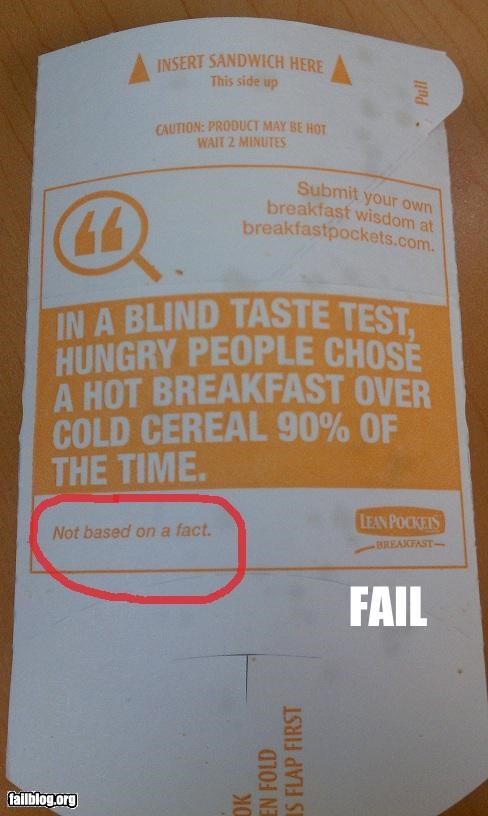 INSERT SANDWICH HERE
This side up
Pull
CAUTION: PRODUCT MAY BE HOT
WAIT 2 MINUTES
Submit your own
breakfast wisdom at
breakfastpockets.com.
IN A BLIND TASTE TEST,
HUNGRY PEOPLE CHOSE
A HOT BREAKFAST OVER
COLD CEREAL 90% OF
THE TIME.
Not based on a fact.
LEAN POCKETS
BREAKFAST
FAIL
OK
EN FOLD
IS FLAP FIRST
failblog.org